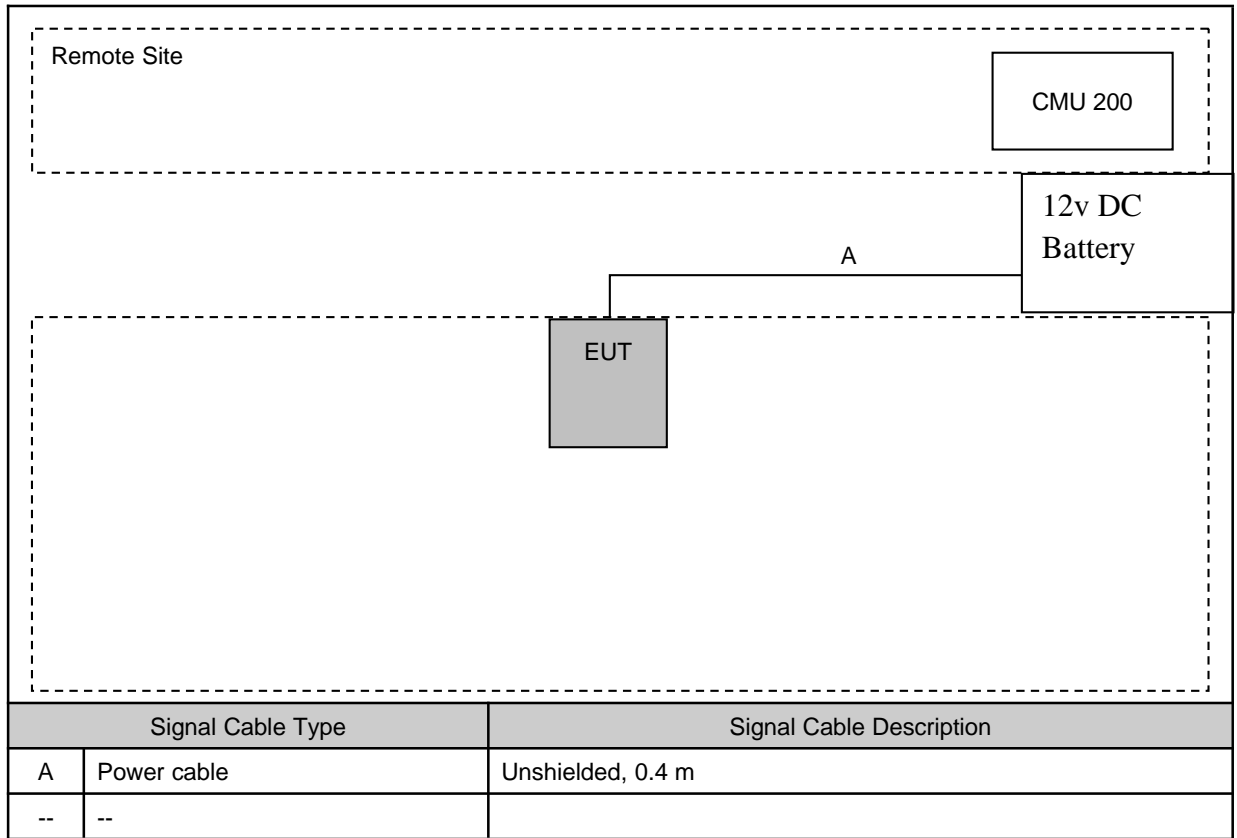 Remote Site
CMU 200
12v DC
Battery
A
EUT
Signal Cable Type Signal Cable Description
A Power cable Unshielded, 0.4 m
-- --